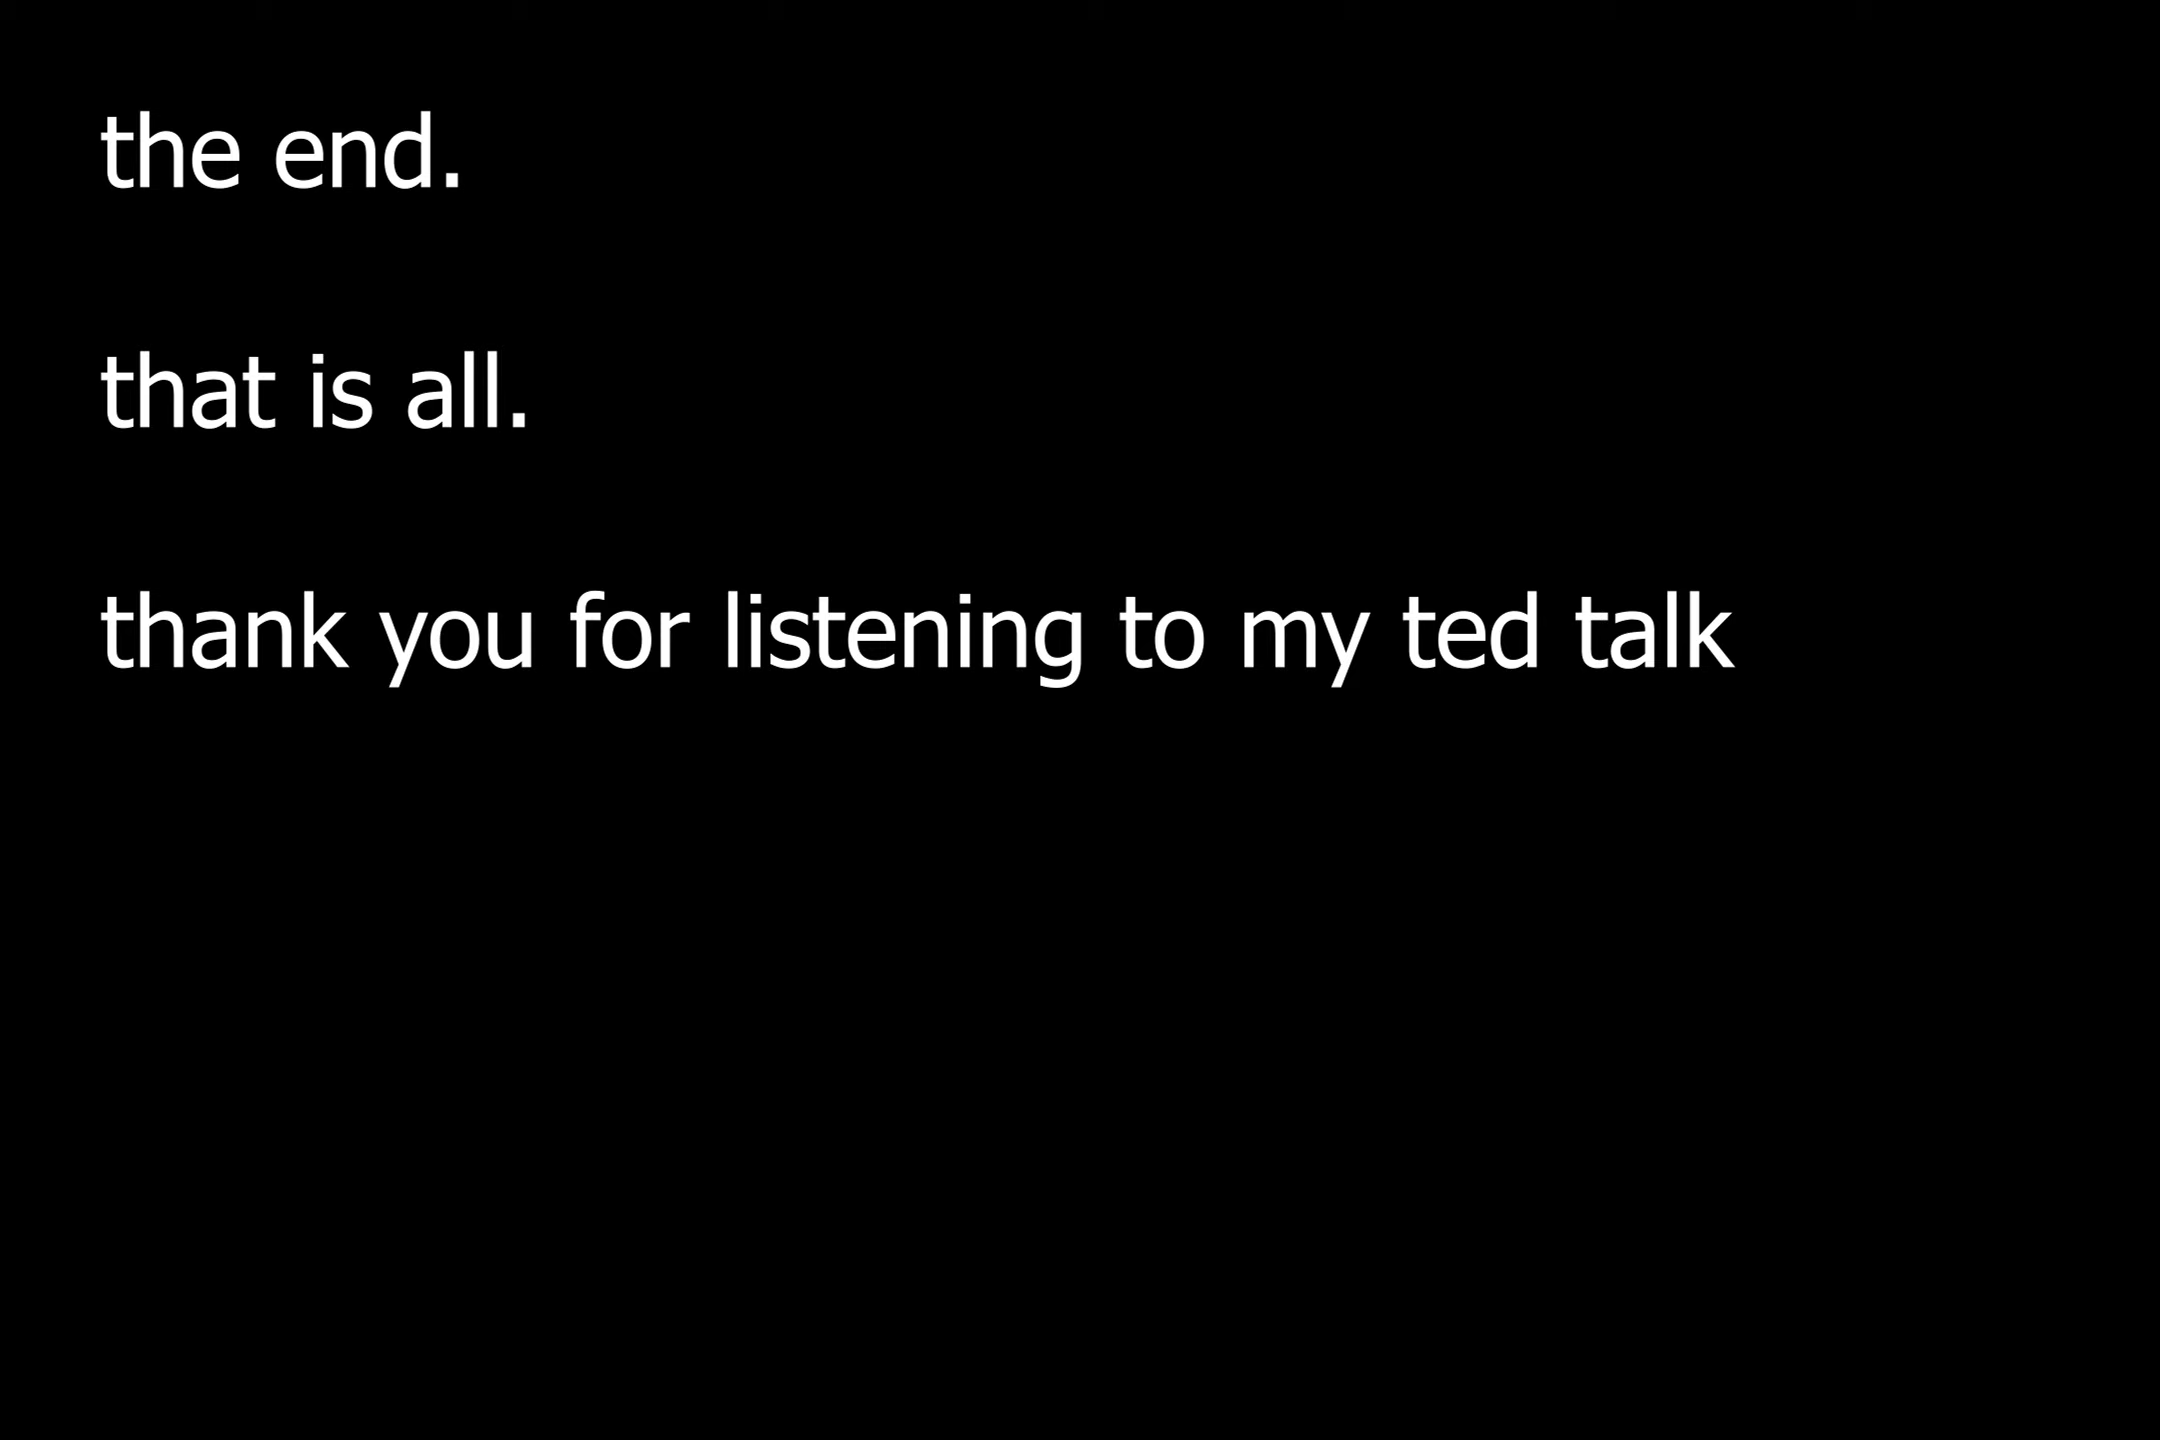 the end.
that is all.
thank you for listening to my ted talk